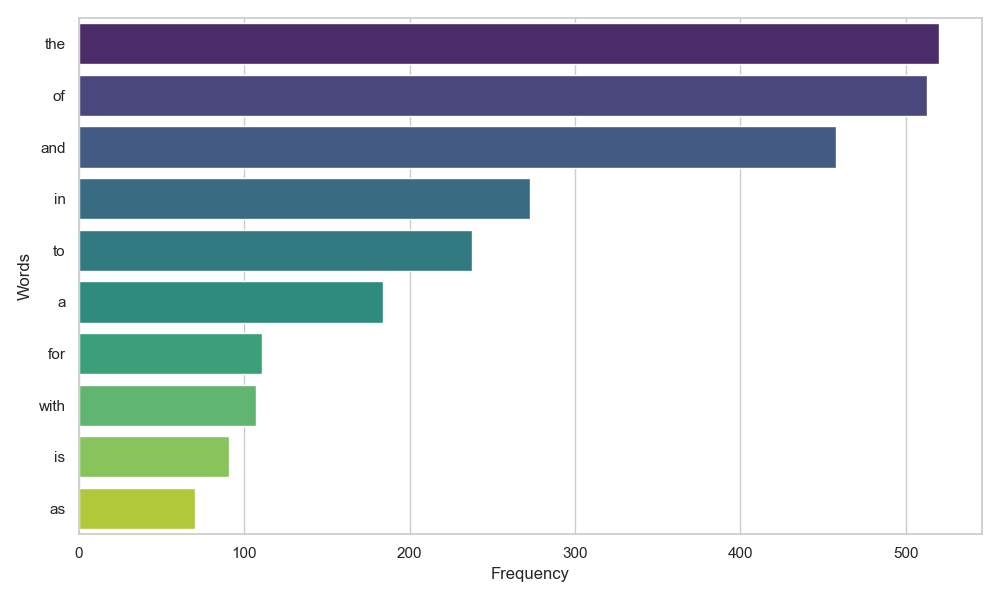 the
of
and
in
to
a
for
with
is
as
Words
0 100 200 300 400 500
Frequency